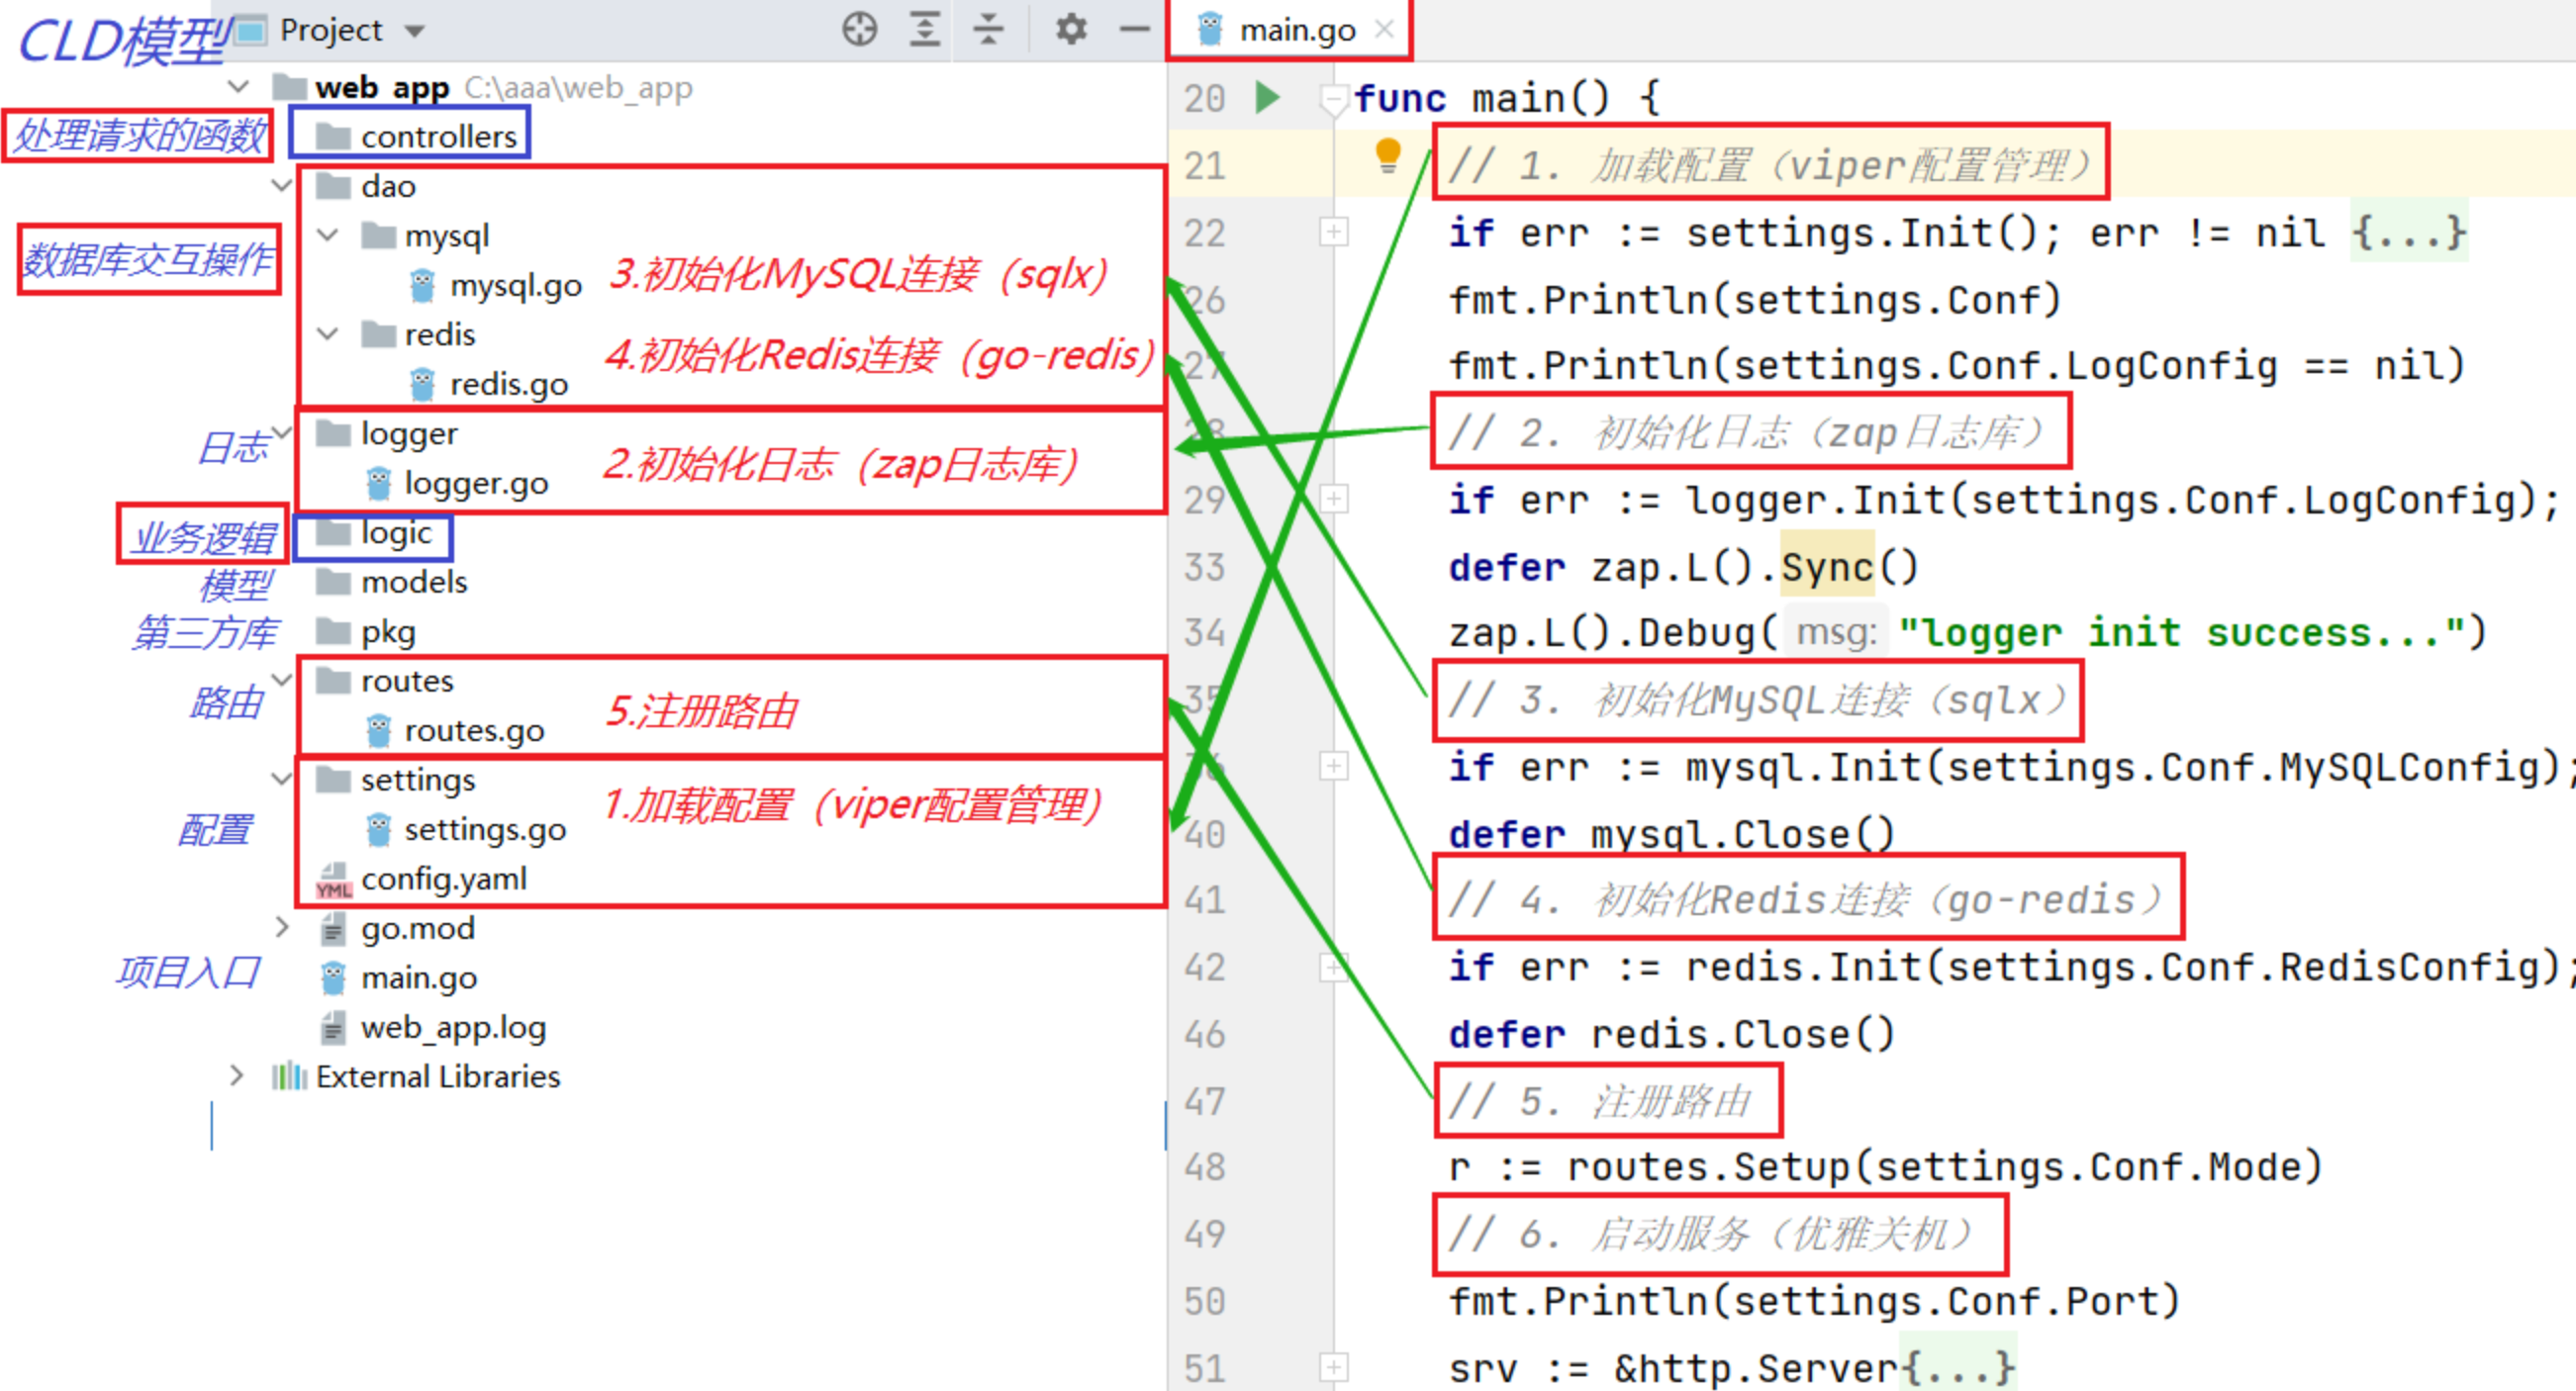 CLD模型
Project
web_app C:\aaa\web_app
处理请求的函数
controllers
dao
数据库交互操作
mysql
mysql.go
3.初始化MySQL连接（sqlx）
redis
4.初始化Redis连接（go-redis）
redis.go
日志
logger
2.初始化日志（zap日志库）
logger.go
业务逻辑
logic
模型
models
第三方库
pkg
路由
routes
5.注册路由
routes.go
settings
1.加载配置（viper配置管理）
配置
settings.go
YML config.yaml
go.mod
项目入口
main.go
web_app.log
External Libraries
main.go
20 func main() {
21 // 1. 加载配置（viper配置管理）
22 if err := settings.Init(); err != nil {...}
26 fmt.Println(settings.Conf)
27 fmt.Println(settings.Conf.LogConfig == nil)
28 // 2. 初始化日志（zap日志库）
29 if err := logger.Init(settings.Conf.LogConfig);
33 defer zap.L().Sync()
34 zap.L().Debug( msg: "logger init success...")
35 // 3. 初始化MySQL连接（sqlx）
36 if err := mysql.Init(settings.Conf.MySQLConfig);
40 defer mysql.Close()
41 // 4. 初始化Redis连接（go-redis）
42 if err := redis.Init(settings.Conf.RedisConfig);
46 defer redis.Close()
47 // 5. 注册路由
48 r := routes.Setup(settings.Conf.Mode)
49 // 6. 启动服务（优雅关机）
50 fmt.Println(settings.Conf.Port)
51 srv := &http.Server{...}